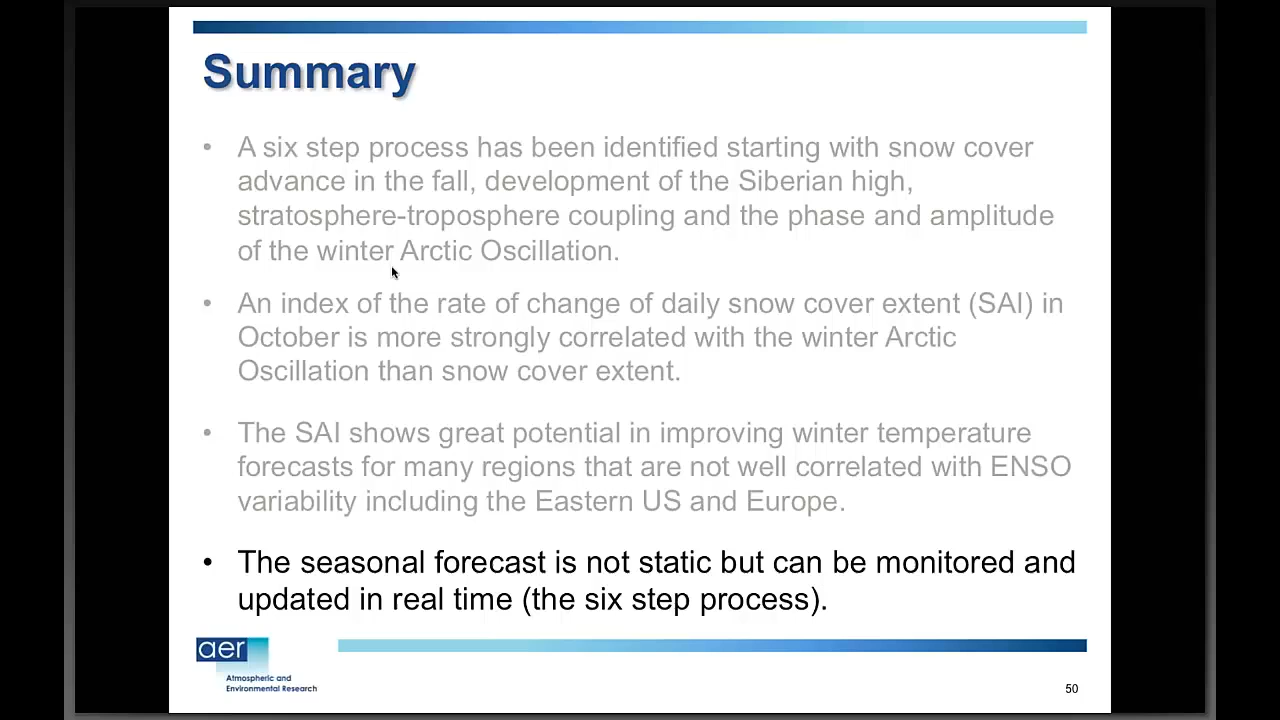 Summary
• A six step process has been identified starting with snow cover
advance in the fall, development of the Siberian high,
stratosphere-troposphere coupling and the phase and amplitude
of the winter Arctic Oscillation.
• An index of the rate of change of daily snow cover extent (SAI) in
October is more strongly correlated with the winter Arctic
Oscillation than snow cover extent.
• The SAI shows great potential in improving winter temperature
forecasts for many regions that are not well correlated with ENSO
variability including the Eastern US and Europe.
• The seasonal forecast is not static but can be monitored and
updated in real time (the six step process).
aer
Atmospheric and
Environmental Research
50